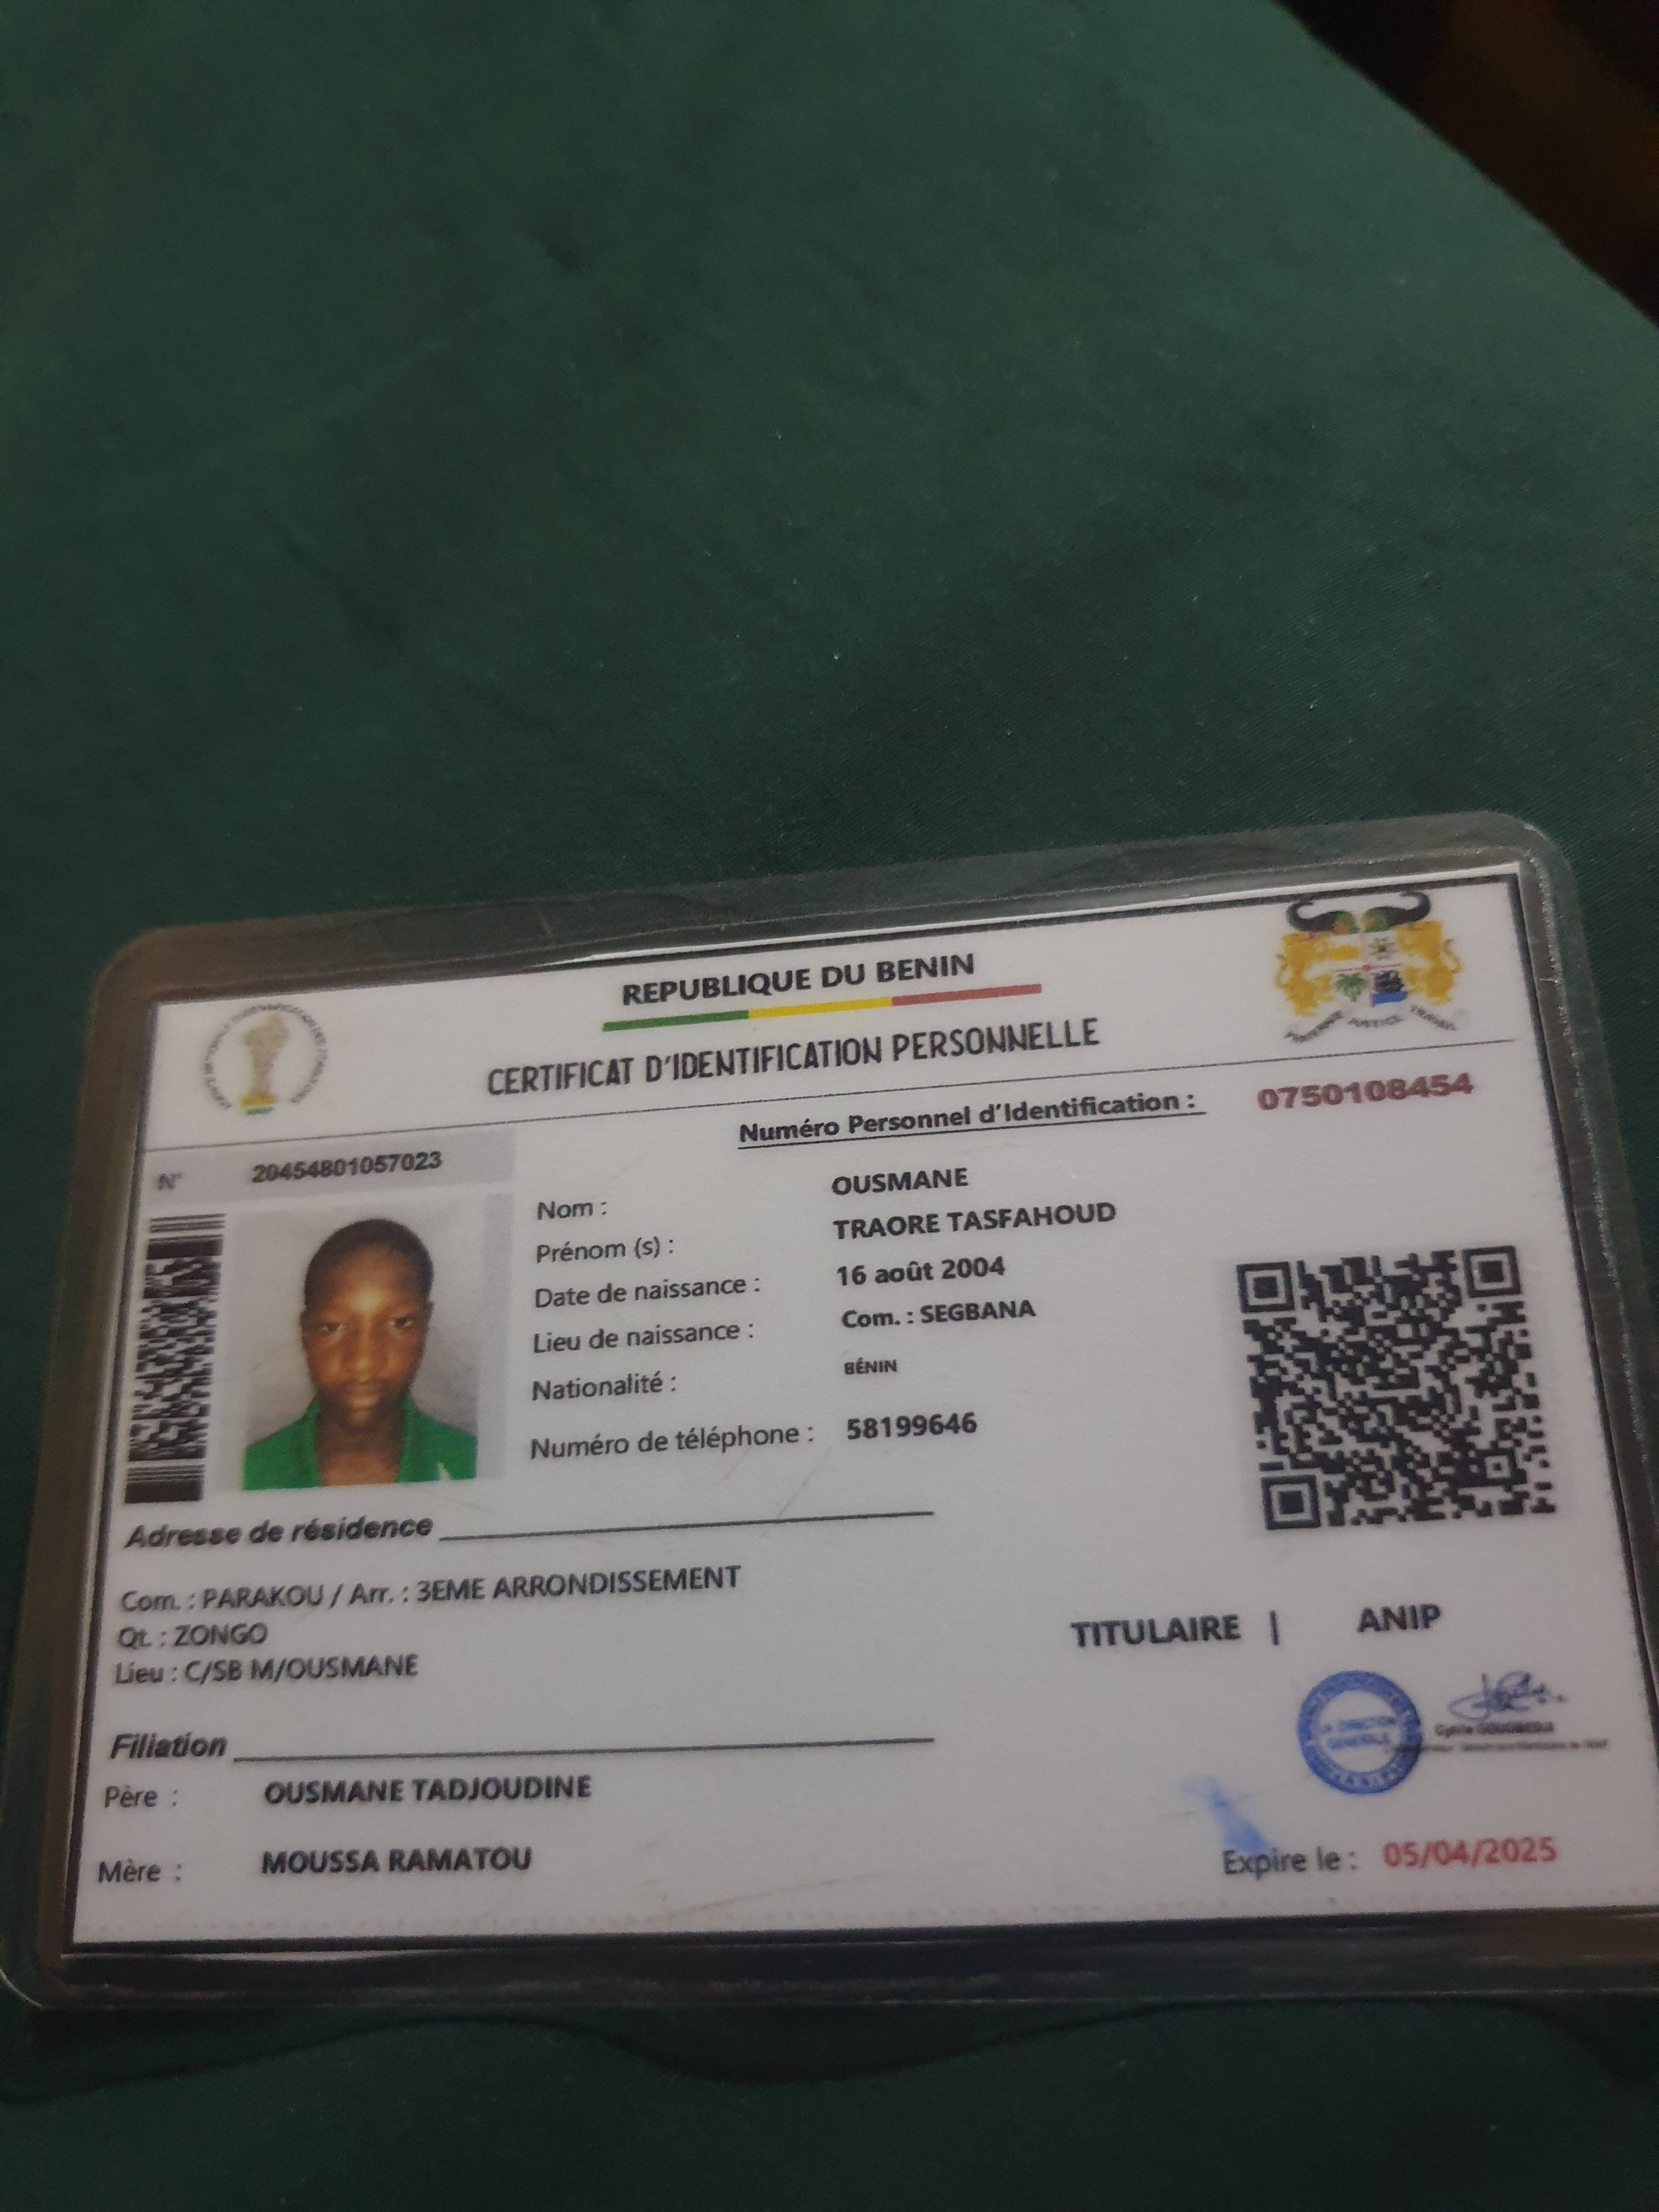 REPUBLIQUE DU BENIN
CERTIFICAT D'IDENTIFICATION PERSONNELLE
Numéro Personnel d'Identification : 0750108454
N° 20454801057023
Nom : OUSMANE
Prénom (s) : TRAORE TASFAHOUD
Date de naissance : 16 août 2004
Lieu de naissance : Com. : SEGBANA
Nationalité : BÉNIN
Numéro de téléphone : 58199646
Adresse de résidence
Com. : PARAKOU / Arr. : 3EME ARRONDISSEMENT
Qt. : ZONGO
Lieu : C/SB M/OUSMANE
TITULAIRE | ANIP
LA DIRECTION
GENERALE
Filiation
Père : OUSMANE TADJOUDINE
Mère : MOUSSA RAMATOU
Expire le : 05/04/2025